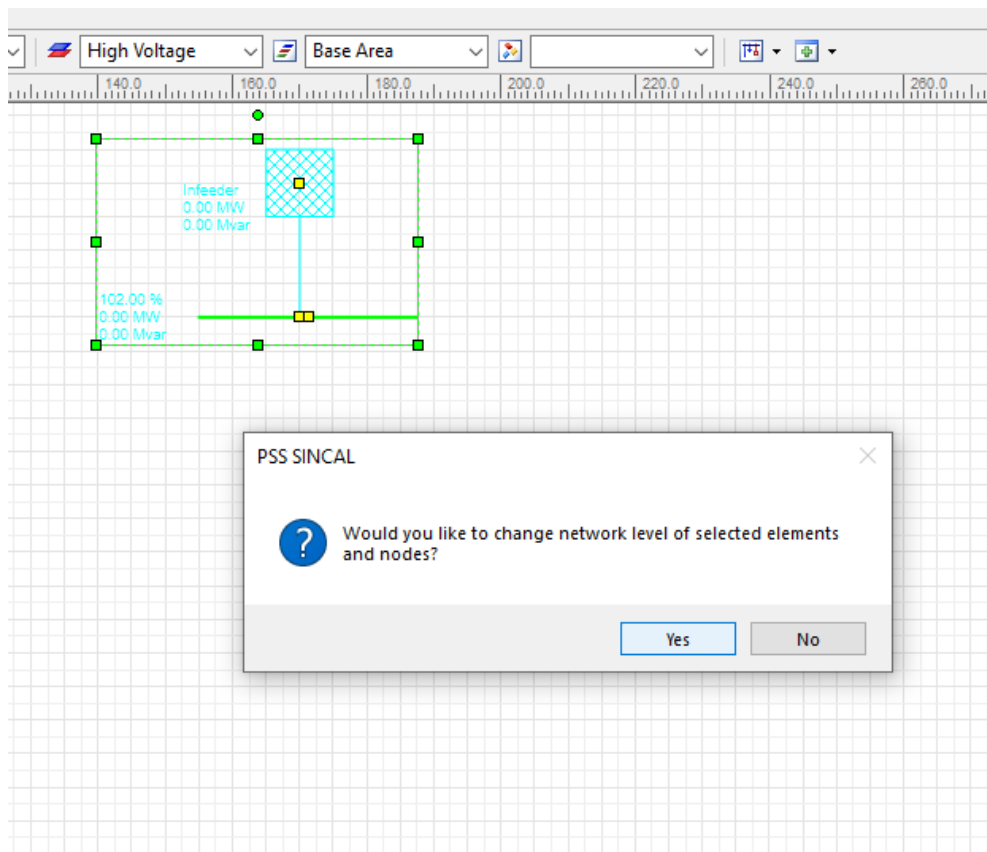 High Voltage
Base Area
140.0 160.0 180.0 200.0 220.0 240.0 260.0
Infeeder
0.00 MW
0.00 Mvar
102.00 %
0.00 MW
0.00 Mvar
PSS SINCAL
Would you like to change network level of selected elements
and nodes?
Yes
No